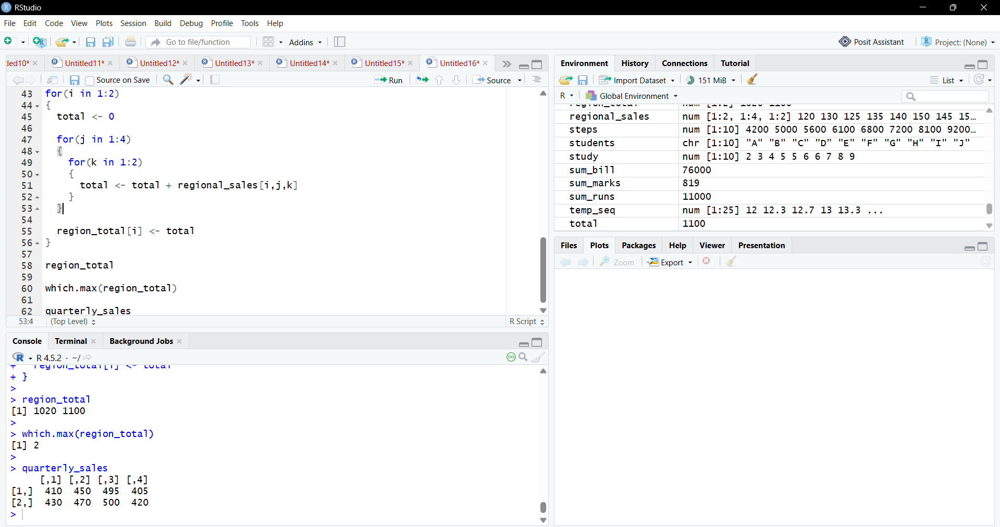 RStudio
File Edit Code View Plots Session Build Debug Profile Tools Help
Go to file/function Addins Posit Assistant Project: (None)
led10* Untitled11* Untitled12* Untitled13* Untitled14* Untitled15* Untitled16*
Source on Save Run Source
43 for(i in 1:2)
44 {
45 total <- 0
46
47 for(j in 1:4)
48 {
49 for(k in 1:2)
50 {
51 total <- total + regional_sales[i,j,k]
52 }
53 }
54
55 region_total[i] <- total
56 }
57
58 region_total
59
60 which.max(region_total)
61
62 quarterly_sales
53:4 (Top Level) R Script
Console Terminal Background Jobs
R 4.5.2 · ~/
+ region_total[i] <- total
+ }
>
> region_total
[1] 1020 1100
>
> which.max(region_total)
[1] 2
>
> quarterly_sales
[,1] [,2] [,3] [,4]
[1,] 410 450 495 405
[2,] 430 470 500 420
>
Environment History Connections Tutorial
Import Dataset 151 MiB List
R Global Environment
region_total num [1:2] 1020 1100
regional_sales num [1:2, 1:4, 1:2] 120 130 125 135 140 150 145 15…
steps num [1:10] 4200 5000 5600 6100 6800 7200 8100 9200…
students chr [1:10] "A" "B" "C" "D" "E" "F" "G" "H" "I" "J"
study num [1:10] 2 3 4 5 5 6 6 7 8 9
sum_bill 76000
sum_marks 819
sum_runs 11000
temp_seq num [1:25] 12 12.3 12.7 13 13.3 ...
total 1100
Files Plots Packages Help Viewer Presentation
Zoom Export